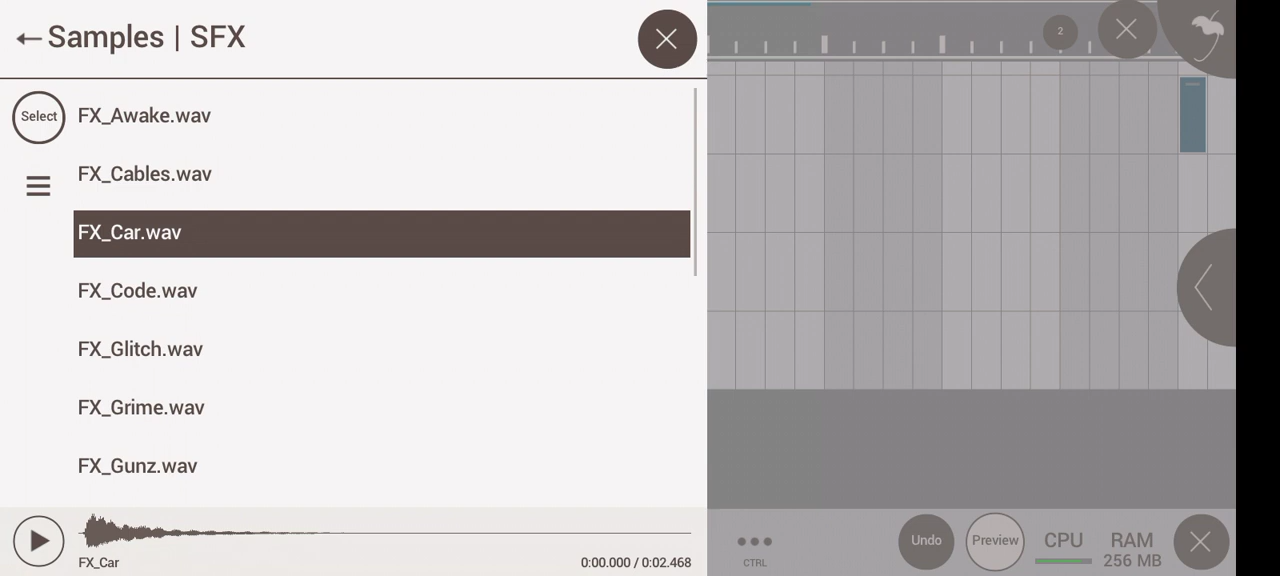 Samples | SFX
Select
FX_Awake.wav
FX_Cables.wav
FX_Car.wav
FX_Code.wav
FX_Glitch.wav
FX_Grime.wav
FX_Gunz.wav
FX_Car
0:00.000 / 0:02.468
2
CTRL
Undo
Preview
CPU
RAM
256 MB